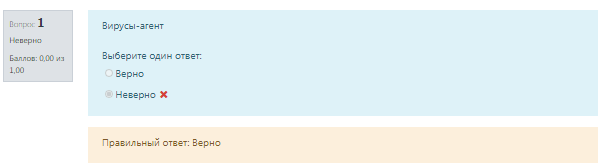 Вопрос 1
Неверно
Баллов: 0,00 из
1,00
Вирусы-агент
Выберите один ответ:
Верно
Неверно
Правильный ответ: Верно